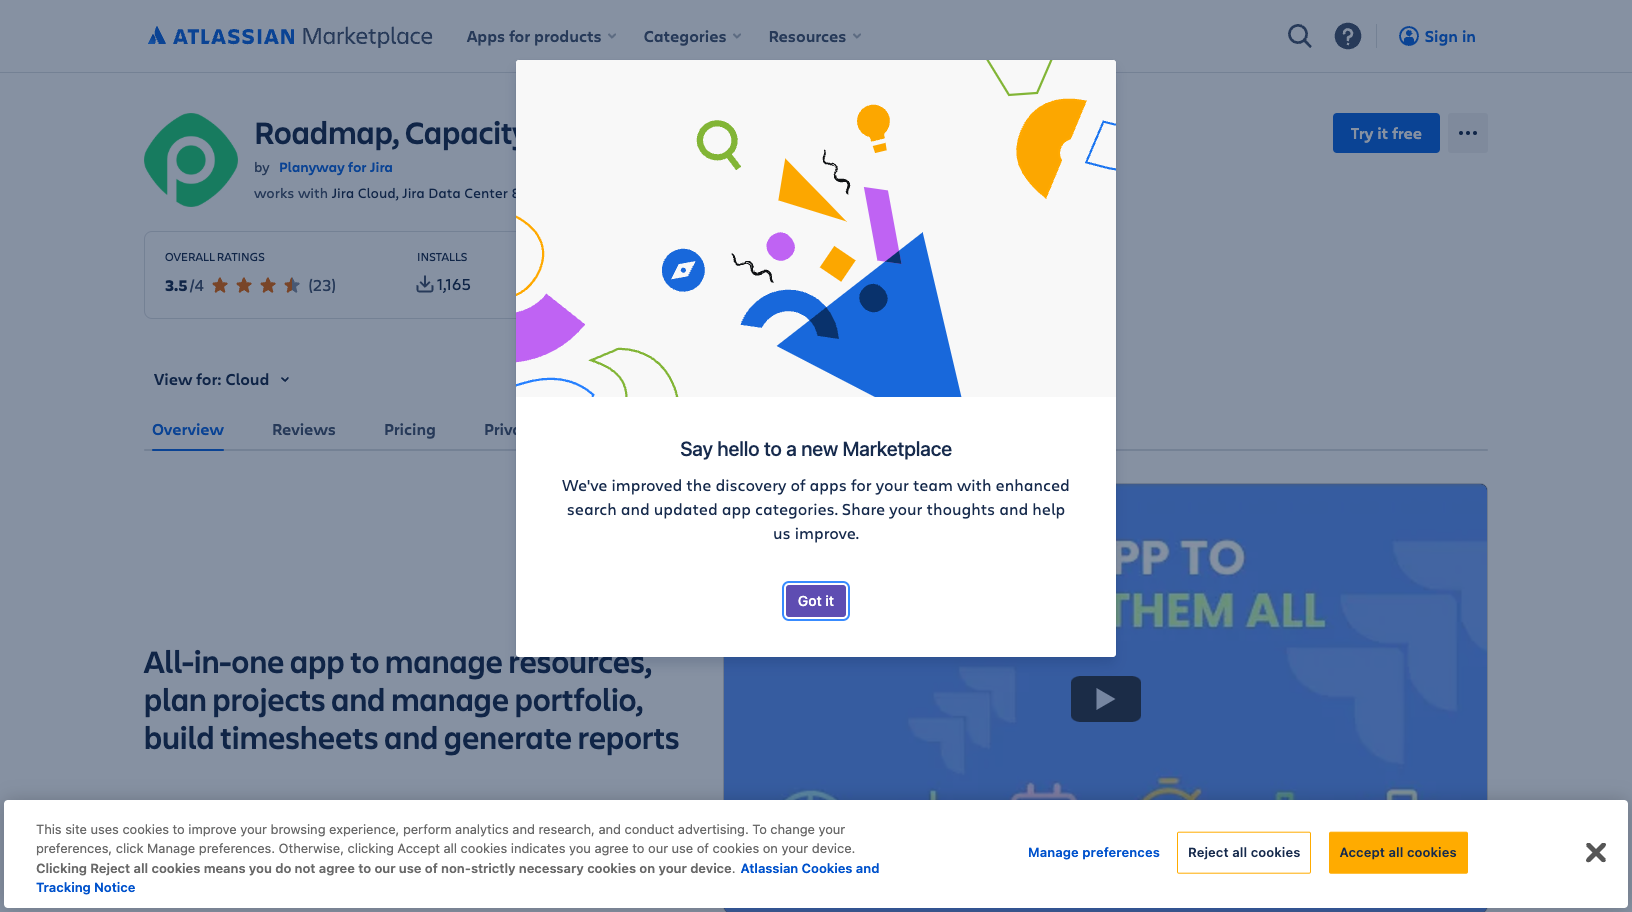 ATLASSIAN Marketplace
Apps for products
Categories
Resources
Sign in
Roadmap, Capacity
by Planyway for Jira
works with Jira Cloud, Jira Data Center &
Try it free
OVERALL RATINGS
3.5/4 (23)
INSTALLS
1,165
View for: Cloud
Overview
Reviews
Pricing
Say hello to a new Marketplace
We've improved the discovery of apps for your team with enhanced
search and updated app categories. Share your thoughts and help
us improve.
Got it
PP TO
THEM ALL
All-in-one app to manage resources,
plan projects and manage portfolio,
build timesheets and generate reports
This site uses cookies to improve your browsing experience, perform analytics and research, and conduct advertising. To change your
preferences, click Manage preferences. Otherwise, clicking Accept all cookies indicates you agree to our use of cookies on your device.
Clicking Reject all cookies means you do not agree to our use of non-strictly necessary cookies on your device. Atlassian Cookies and
Tracking Notice
Manage preferences
Reject all cookies
Accept all cookies